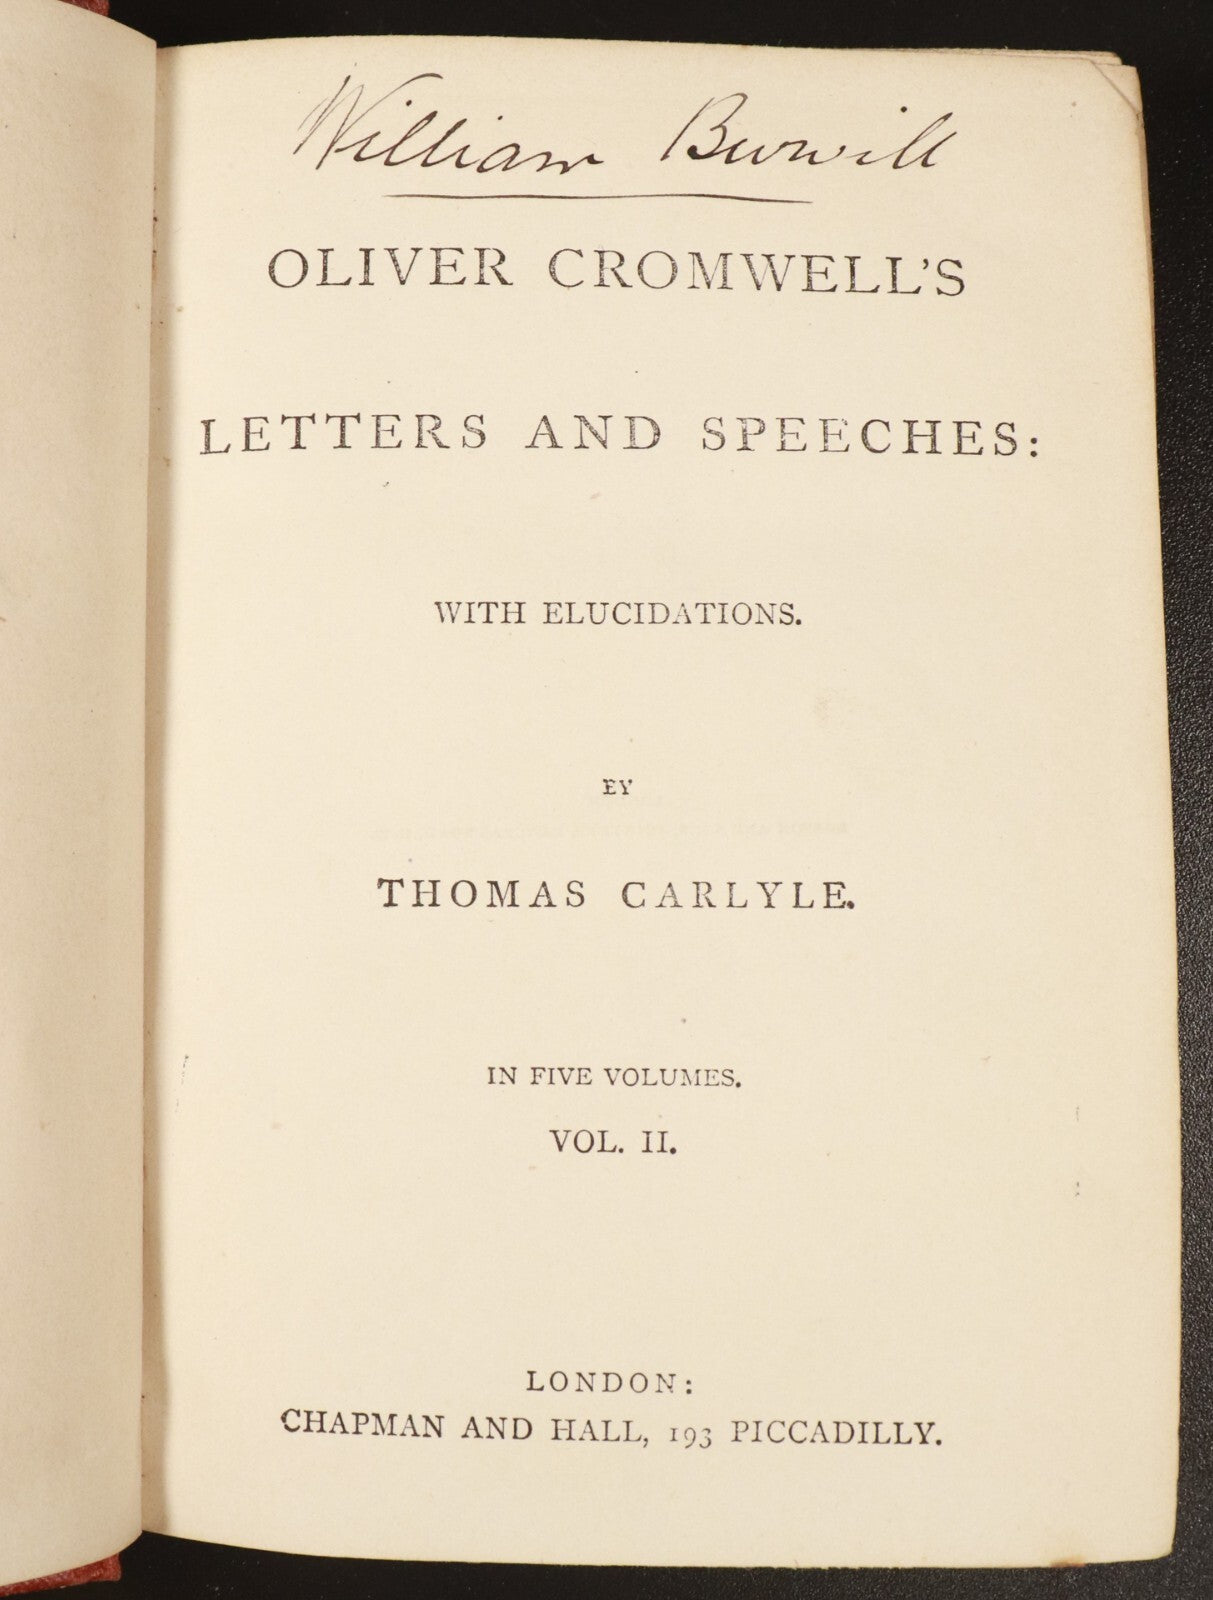 William Burwill
OLIVER CROMWELL'S
LETTERS AND SPEECHES:
WITH ELUCIDATIONS.
BY
THOMAS CARLYLE.
IN FIVE VOLUMES.
VOL. II.
LONDON:
CHAPMAN AND HALL, 193 PICCADILLY.